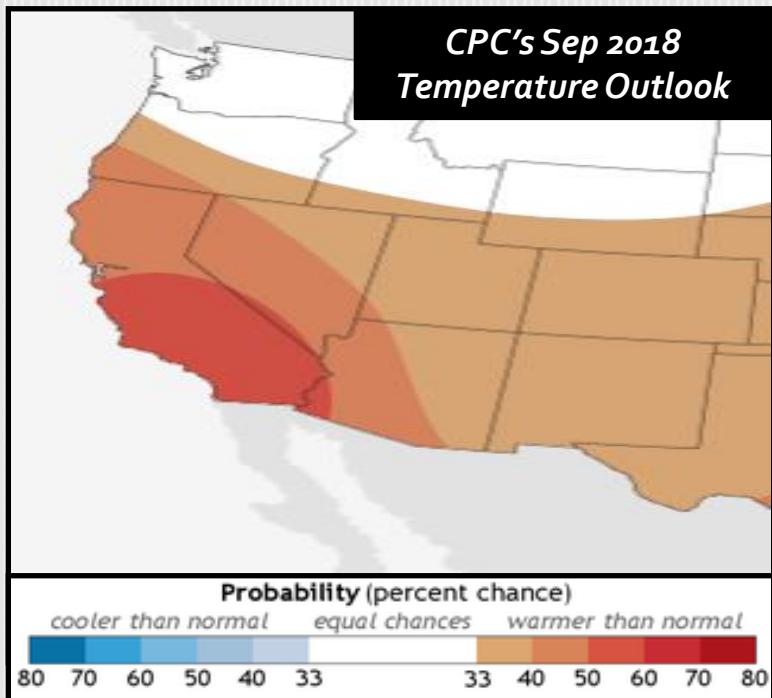 CPC's Sep 2018
Temperature Outlook
Probability (percent chance)
cooler than normal equal chances warmer than normal
80 70 60 50 40 33 33 40 50 60 70 80